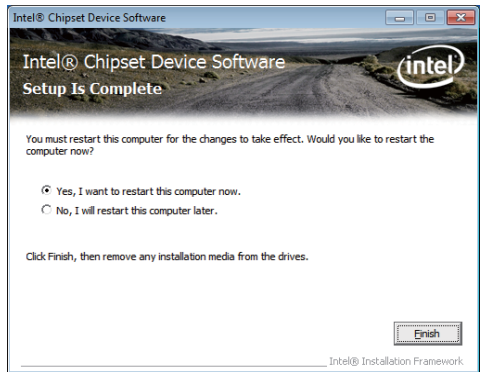 Intel® Chipset Device Software
Intel® Chipset Device Software
Setup Is Complete
intel
You must restart this computer for the changes to take effect. Would you like to restart the
computer now?
Yes, I want to restart this computer now.
No, I will restart this computer later.
Click Finish, then remove any installation media from the drives.
Finish
Intel® Installation Framework